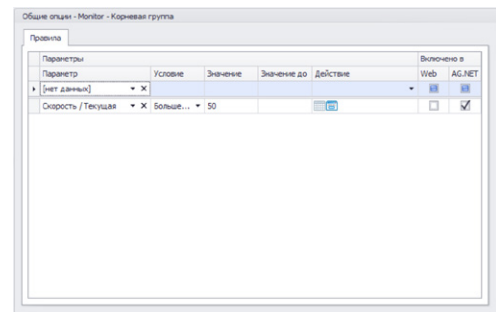 Общие опции - Monitor - Корневая группа
Правила
Параметры Включено в
Параметр Условие Значение Значение до Действие Web AG.NET
[нет данных]
Скорость / Текущая Больше... 50